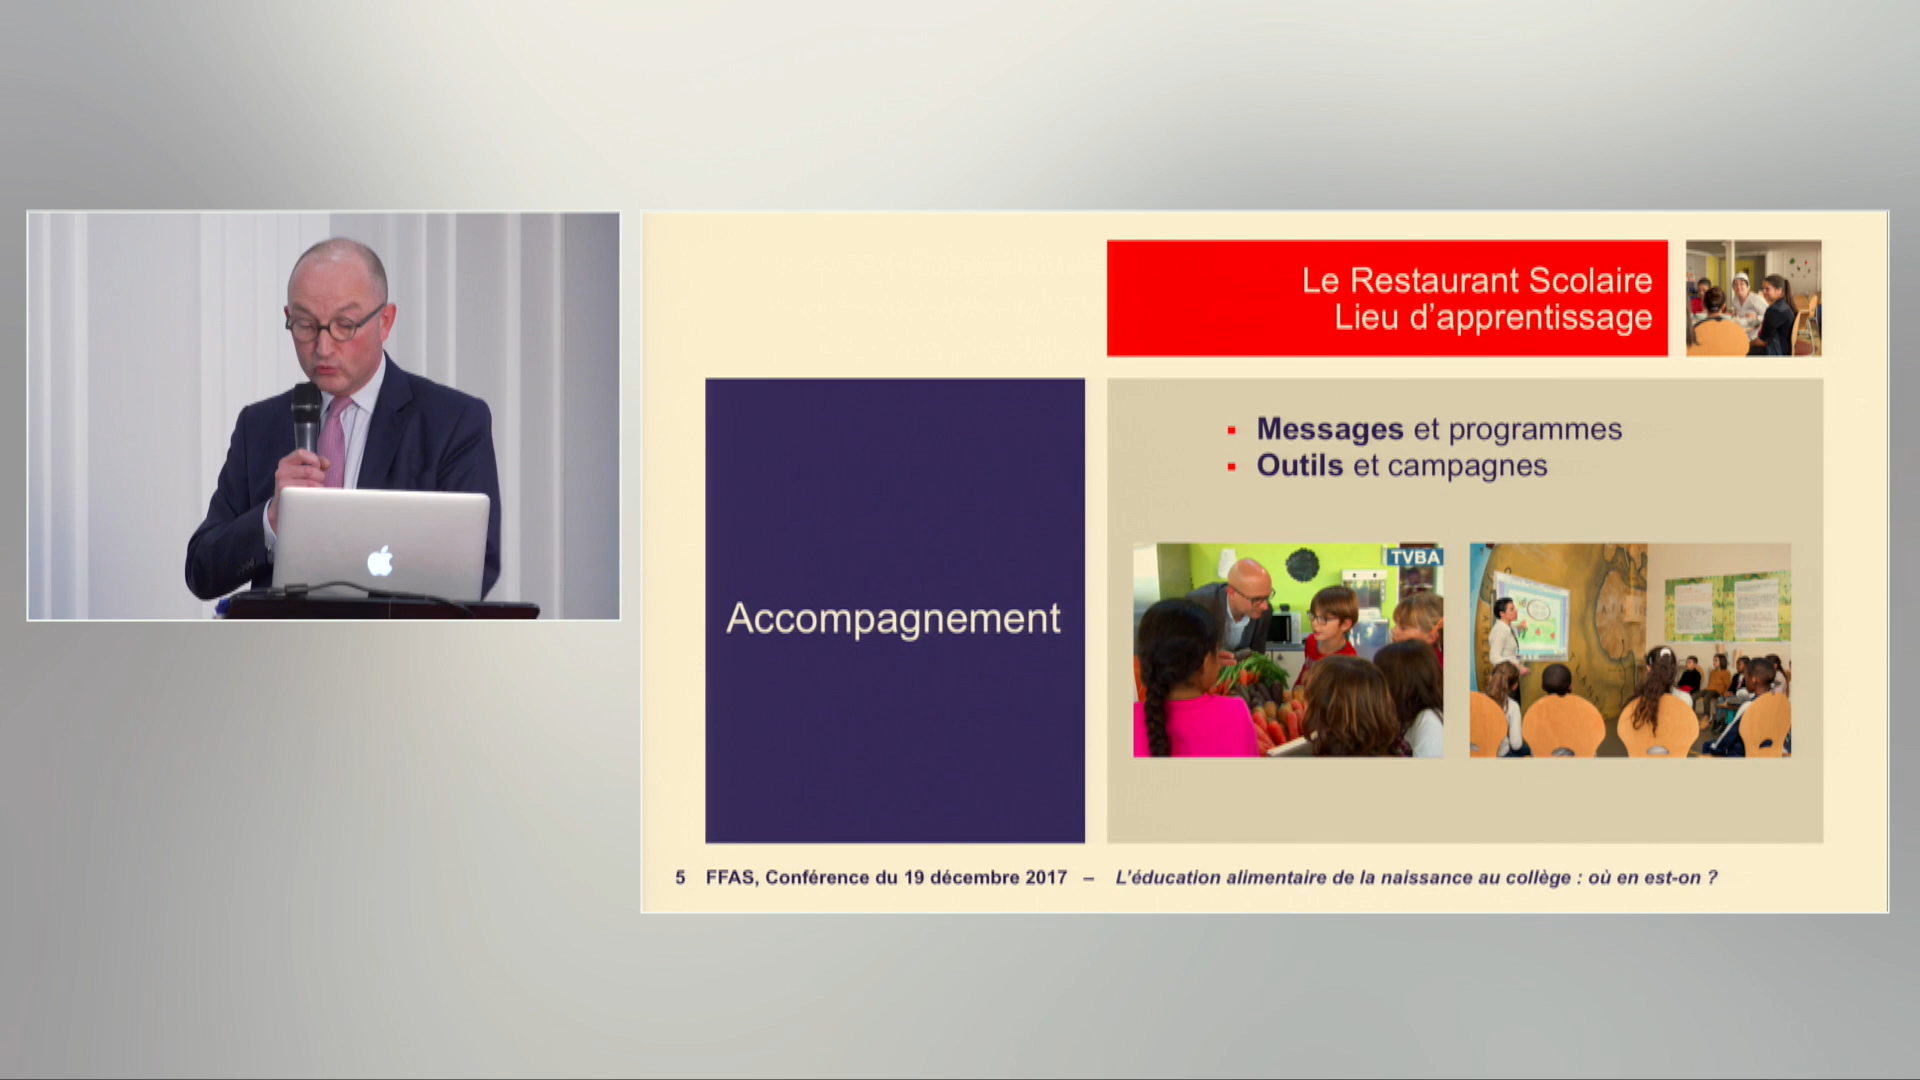 Le Restaurant Scolaire
Lieu d'apprentissage
Accompagnement
▪ Messages et programmes
▪ Outils et campagnes
TVBA
5 FFAS, Conférence du 19 décembre 2017 – L'éducation alimentaire de la naissance au collège : où en est-on ?